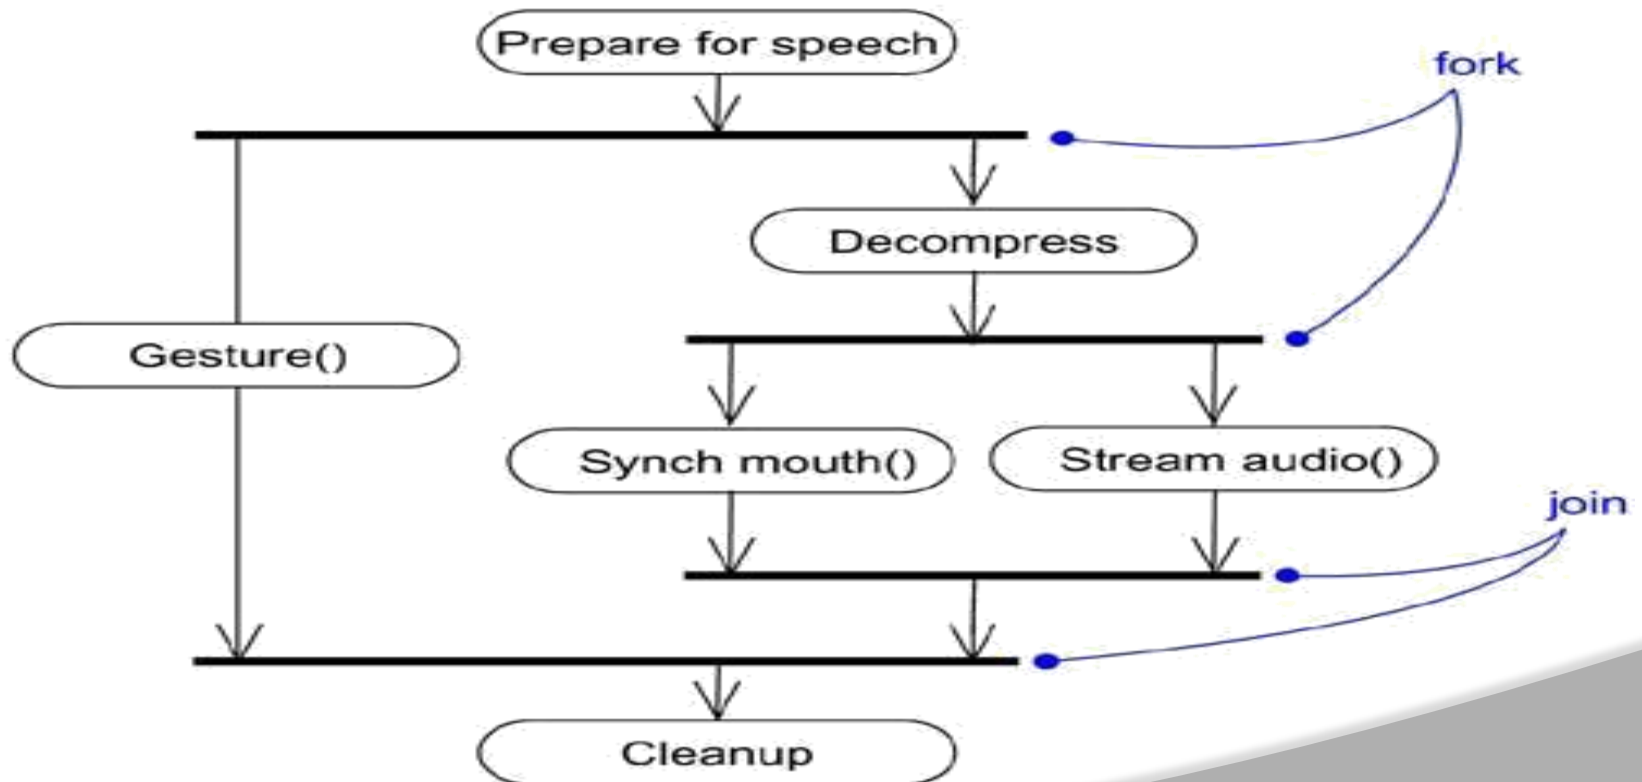 Prepare for speech
fork
Decompress
Gesture()
Synch mouth()
Stream audio()
join
Cleanup